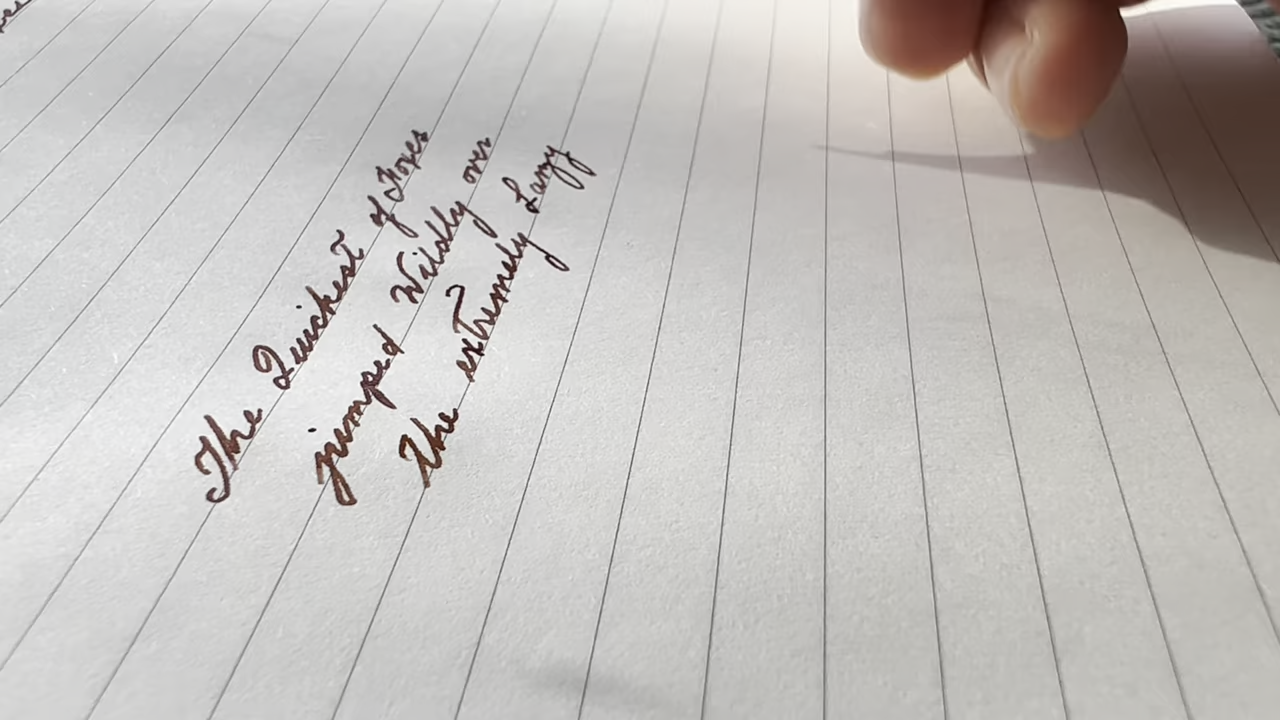 The Quickest of Foxes
jumped Wildly over
the extremely Lazy